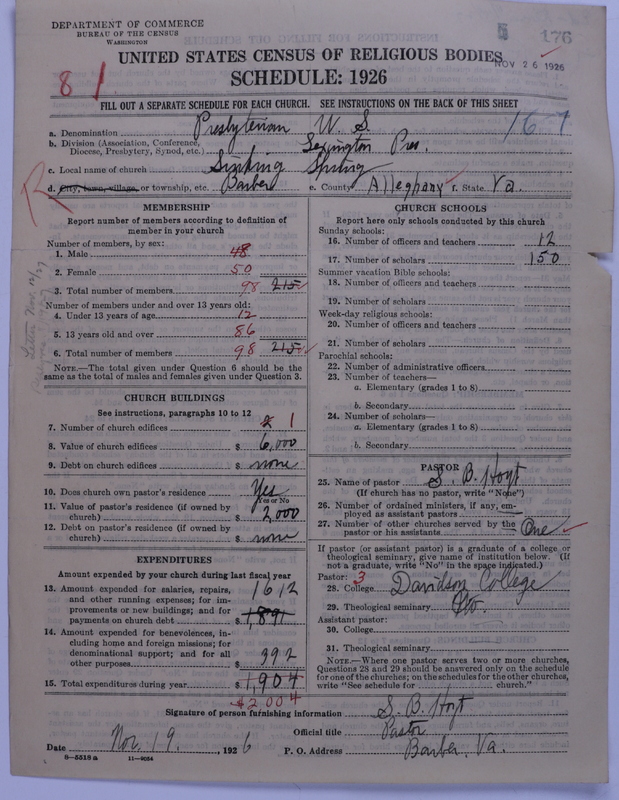 DEPARTMENT OF COMMERCE
BUREAU OF THE CENSUS
WASHINGTON
176
UNITED STATES CENSUS OF RELIGIOUS BODIES
NOV 26 1926
SCHEDULE: 1926
81
FILL OUT A SEPARATE SCHEDULE FOR EACH CHURCH. SEE INSTRUCTIONS ON THE BACK OF THIS SHEET
16-7
a. Denomination Presbyterian U. S.
b. Division (Association, Conference, Diocese, Presbytery, Synod, etc.) Lexington Pres.
c. Local name of church Sinking Spring
d. City, town, village, or township, etc. Barber e. County Alleghany f. State Va.
R
MEMBERSHIP
Report number of members according to definition of
member in your church
Number of members, by sex:
1. Male 48
2. Female 50
3. Total number of members 98 215
Number of members under and over 13 years old:
4. Under 13 years of age 12
5. 13 years old and over 86
6. Total number of members 98 215
NOTE.—The total given under Question 6 should be
same as the total of males and females given under Question 3.
Letter Nov.
CHURCH BUILDINGS
See instructions, paragraphs 10 to 12
7. Number of church edifices 2 1
8. Value of church edifices $ 6,000
9. Debt on church edifices $ none
10. Does church own pastor's residence Yes
Yes or No
11. Value of pastor's residence (if owned by
church) $ 2,000
12. Debt on pastor's residence (if owned by
church) $ none
EXPENDITURES
Amount expended by your church during last fiscal year
13. Amount expended for salaries, repairs, 1612
and other running expenses; for im-
provements or new buildings; and for
payments on church debt $ 1,891
14. Amount expended for benevolences, in-
cluding home and foreign missions; for
denominational support; and for all
other purposes $ 392
15. Total expenditures during year $ 1,904
$2004
CHURCH SCHOOLS
Report here only schools conducted by this church
Sunday schools:
16. Number of officers and teachers 12
17. Number of scholars 150
Summer vacation Bible schools:
18. Number of officers and teachers
19. Number of scholars
Week-day religious schools:
20. Number of officers and teachers
21. Number of scholars
Parochial schools:
22. Number of administrative officers
23. Number of teachers—
a. Elementary (grades 1 to 8)
b. Secondary
24. Number of scholars—
a. Elementary (grades 1 to 8)
b. Secondary
PASTOR
25. Name of pastor S. B. Hoyt
(If church has no pastor, write "None")
26. Number of ordained ministers, if any, em-
ployed as assistant pastors
27. Number of other churches served by the
pastor or his assistants One
If pastor (or assistant pastor) is a graduate of a college or
theological seminary, give name of institution below. (If
not a graduate, write "No" in the space indicated.)
Pastor: 3
28. College Davidson College
29. Theological seminary
Assistant pastor:
30. College
31. Theological seminary
NOTE.—Where one pastor serves two or more churches,
Questions 28 and 29 should be answered only on the schedule
for one of the churches; on the schedules for the other churches,
write "See schedule for church."
Signature of person furnishing information S. B. Hoyt
Official title Pastor
Date Nov. 19, 1926 P. O. Address Barber, Va.
8—5518 a 11—9034